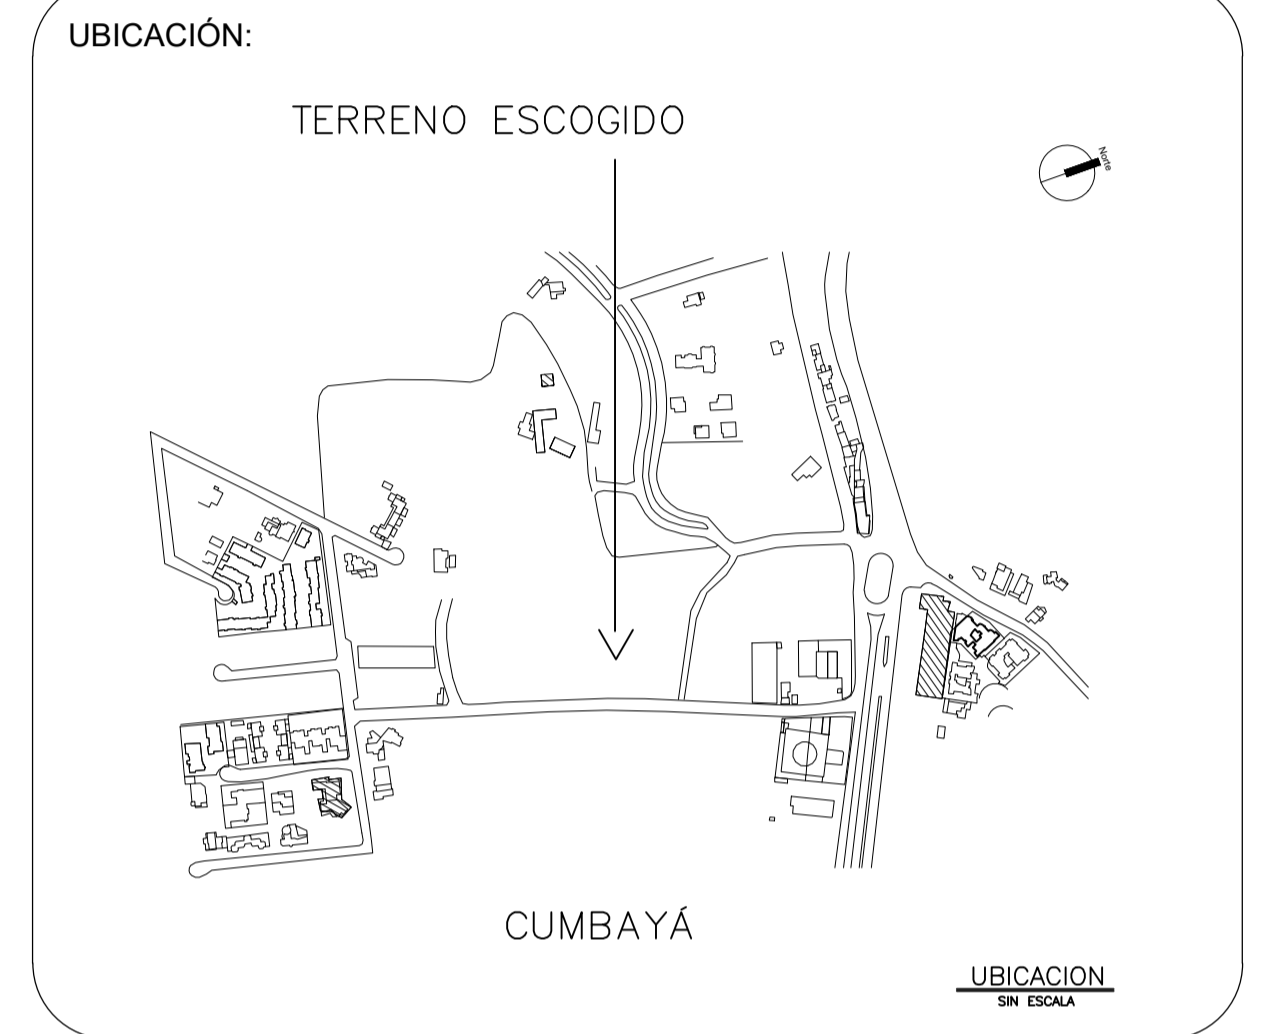 UBICACIÓN:
TERRENO ESCOGIDO
Norte
CUMBAYÁ
UBICACION
SIN ESCALA